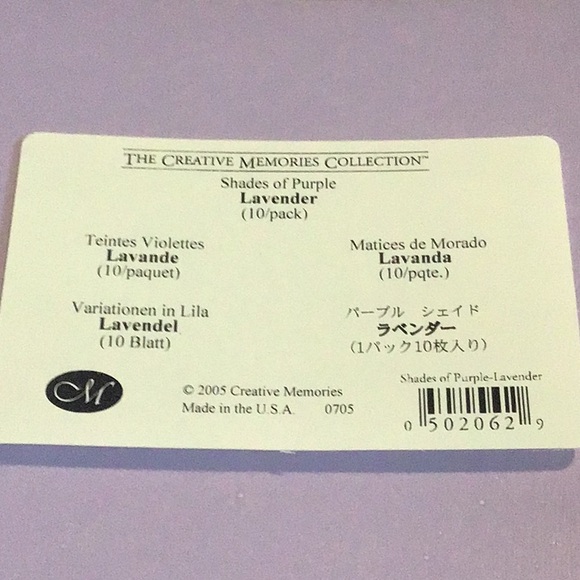 THE CREATIVE MEMORIES COLLECTION™
Shades of Purple
Lavender
(10/pack)
Teintes Violettes
Lavande
(10/paquet)
Matices de Morado
Lavanda
(10/pqte.)
Variationen in Lila
Lavendel
(10 Blatt)
パープル シェイド
ラベンダー
(1パック10枚入り)
M
© 2005 Creative Memories
Made in the U.S.A. 0705
Shades of Purple-Lavender
0 502062 9